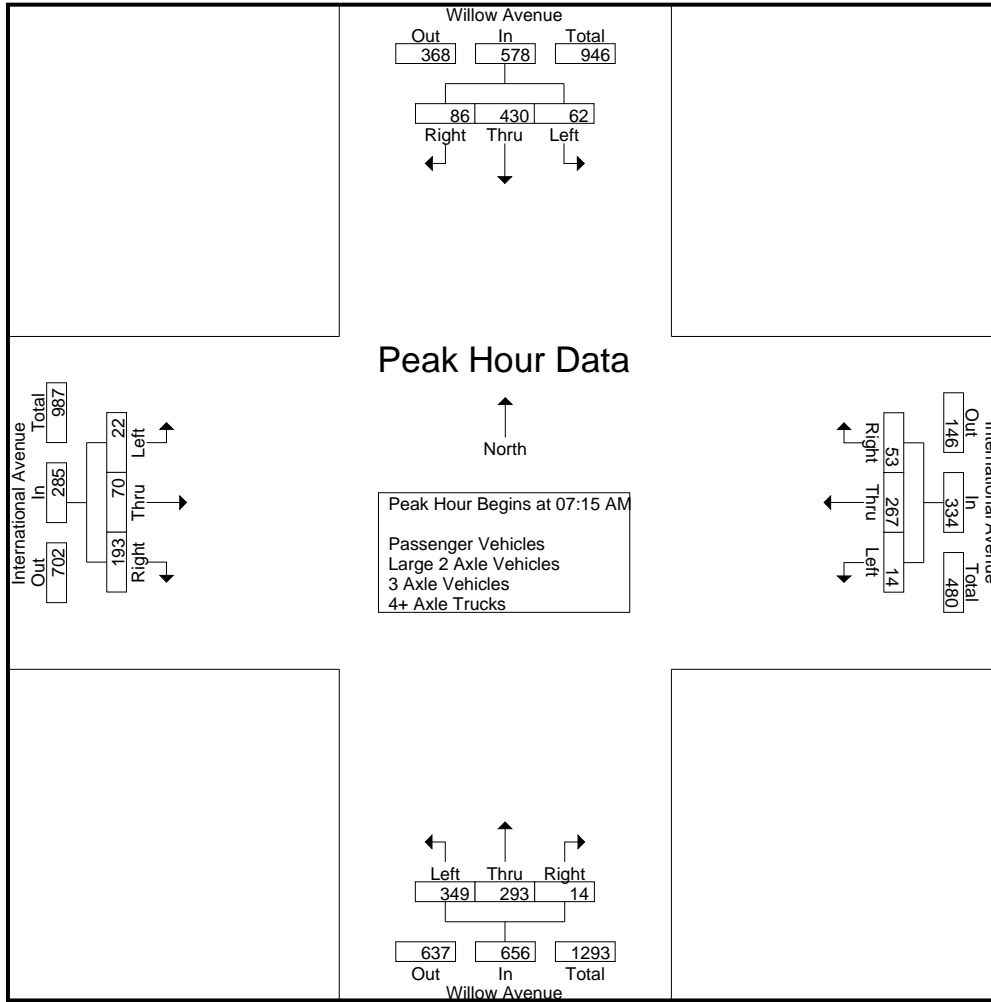 Willow Avenue
Out In Total
368 578 946
86 430 62
Right Thru Left
Peak Hour Data
North
Peak Hour Begins at 07:15 AM
Passenger Vehicles
Large 2 Axle Vehicles
3 Axle Vehicles
4+ Axle Trucks
International Avenue
Out In Total
702 285 987
22 70 193
Left Thru Right
International Avenue
Out In Total
146 334 480
53 267 14
Right Thru Left
Left Thru Right
349 293 14
637 656 1293
Out In Total
Willow Avenue